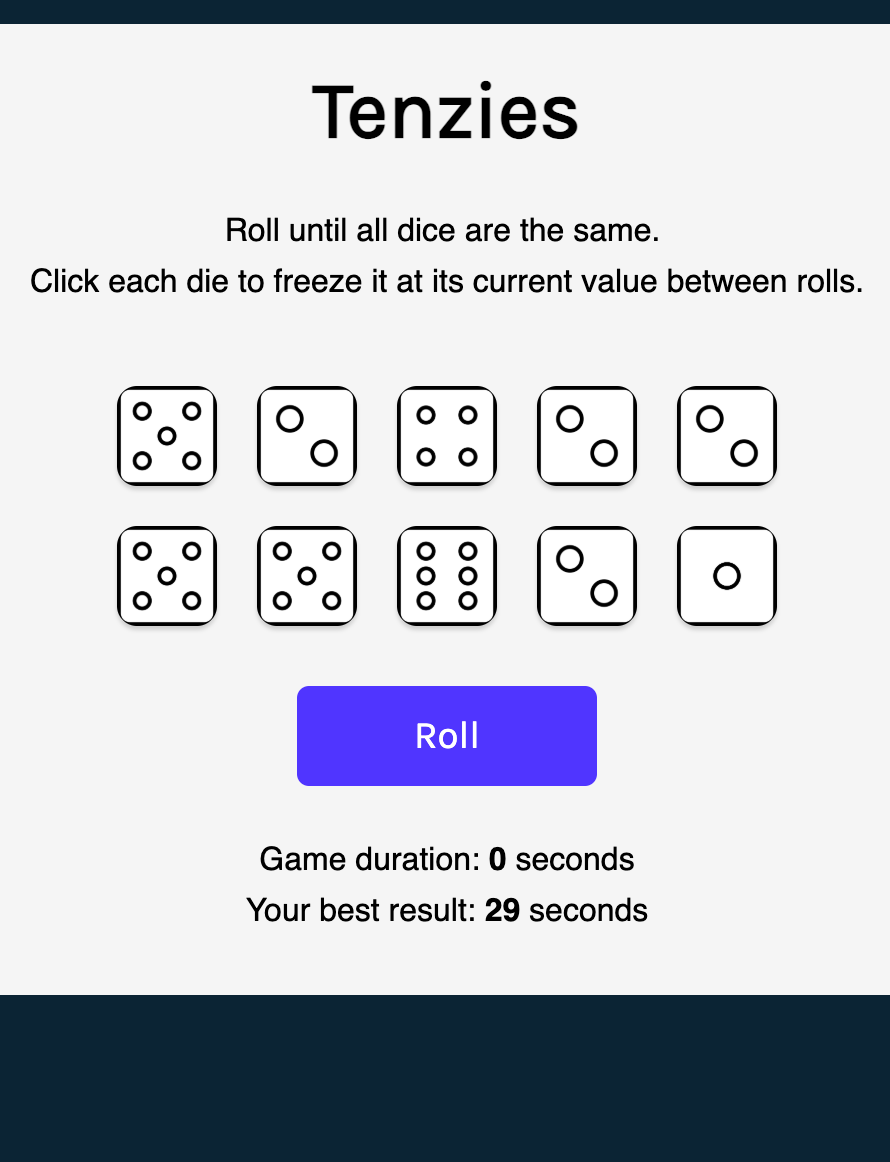 Tenzies
Roll until all dice are the same.
Click each die to freeze it at its current value between rolls.
Roll
Game duration: 0 seconds
Your best result: 29 seconds